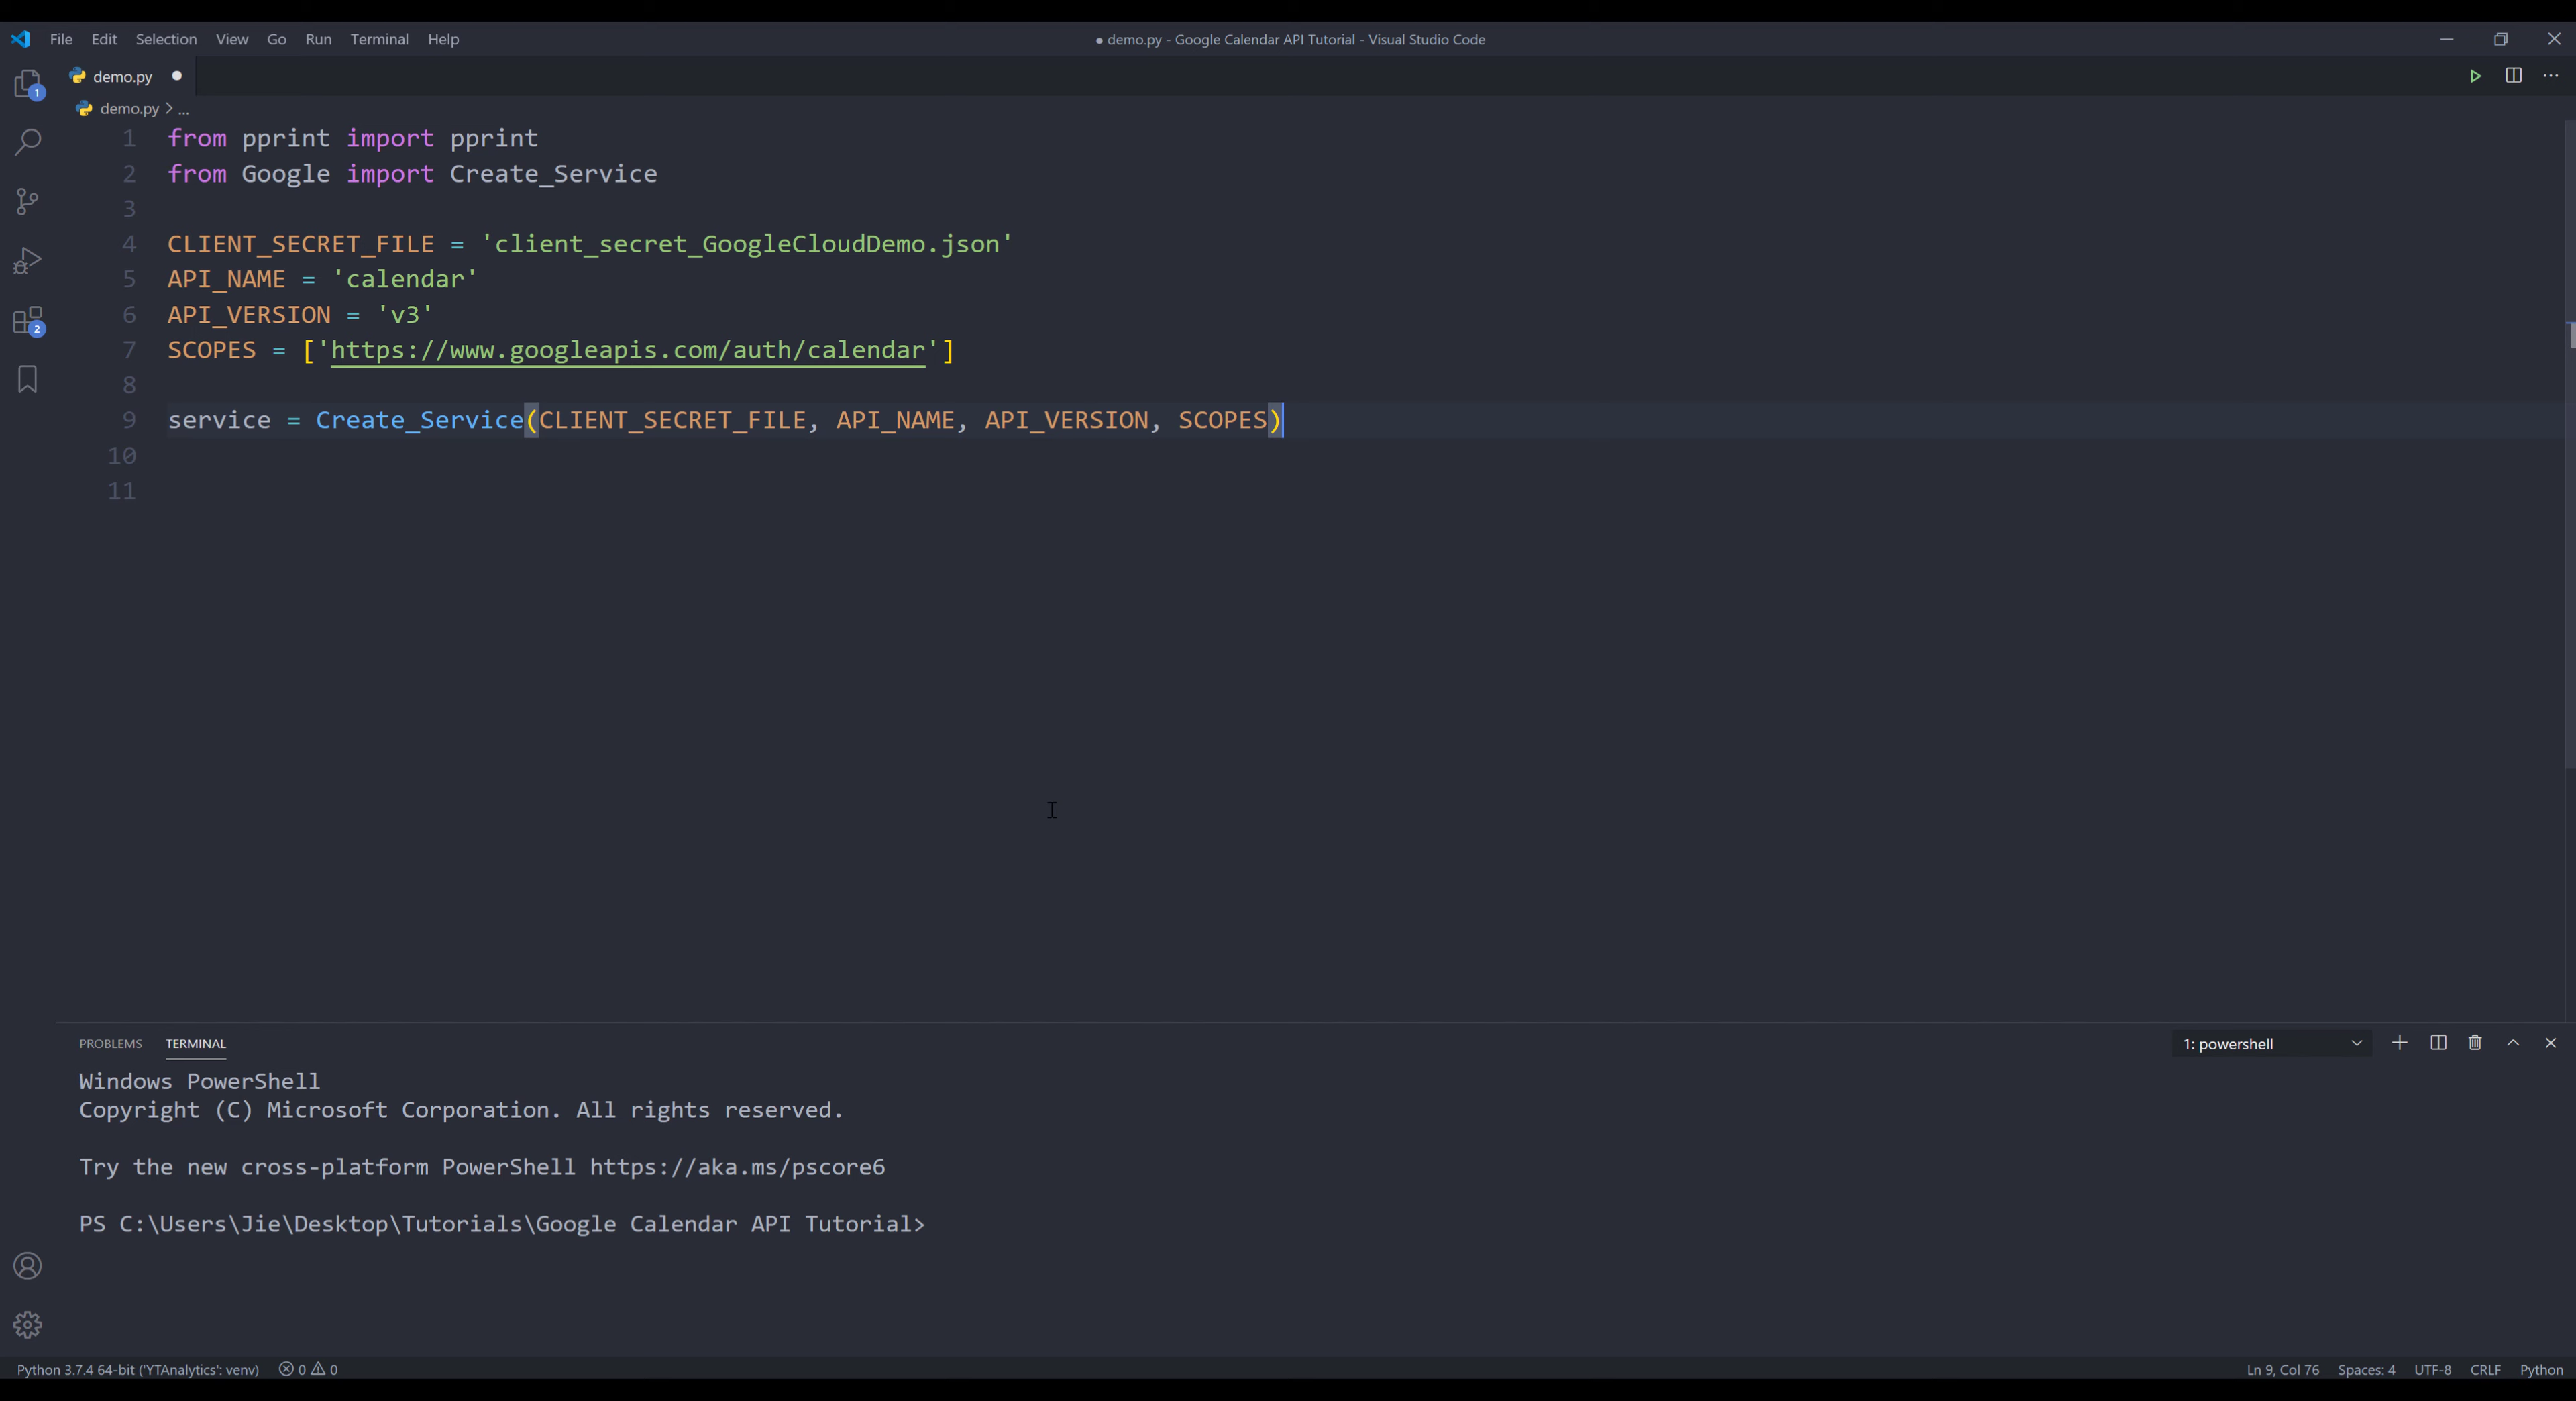 File Edit Selection View Go Run Terminal Help
● demo.py - Google Calendar API Tutorial - Visual Studio Code
demo.py
demo.py > ...
1 from pprint import pprint
2 from Google import Create_Service
3
4 CLIENT_SECRET_FILE = 'client_secret_GoogleCloudDemo.json'
5 API_NAME = 'calendar'
6 API_VERSION = 'v3'
7 SCOPES = ['https://www.googleapis.com/auth/calendar']
8
9 service = Create_Service(CLIENT_SECRET_FILE, API_NAME, API_VERSION, SCOPES)
10
11
1
2
PROBLEMS TERMINAL
1: powershell
Windows PowerShell
Copyright (C) Microsoft Corporation. All rights reserved.
Try the new cross-platform PowerShell https://aka.ms/pscore6
PS C:\Users\Jie\Desktop\Tutorials\Google Calendar API Tutorial>
Python 3.7.4 64-bit ('YTAnalytics': venv) 0 0
Ln 9, Col 76 Spaces: 4 UTF-8 CRLF Python